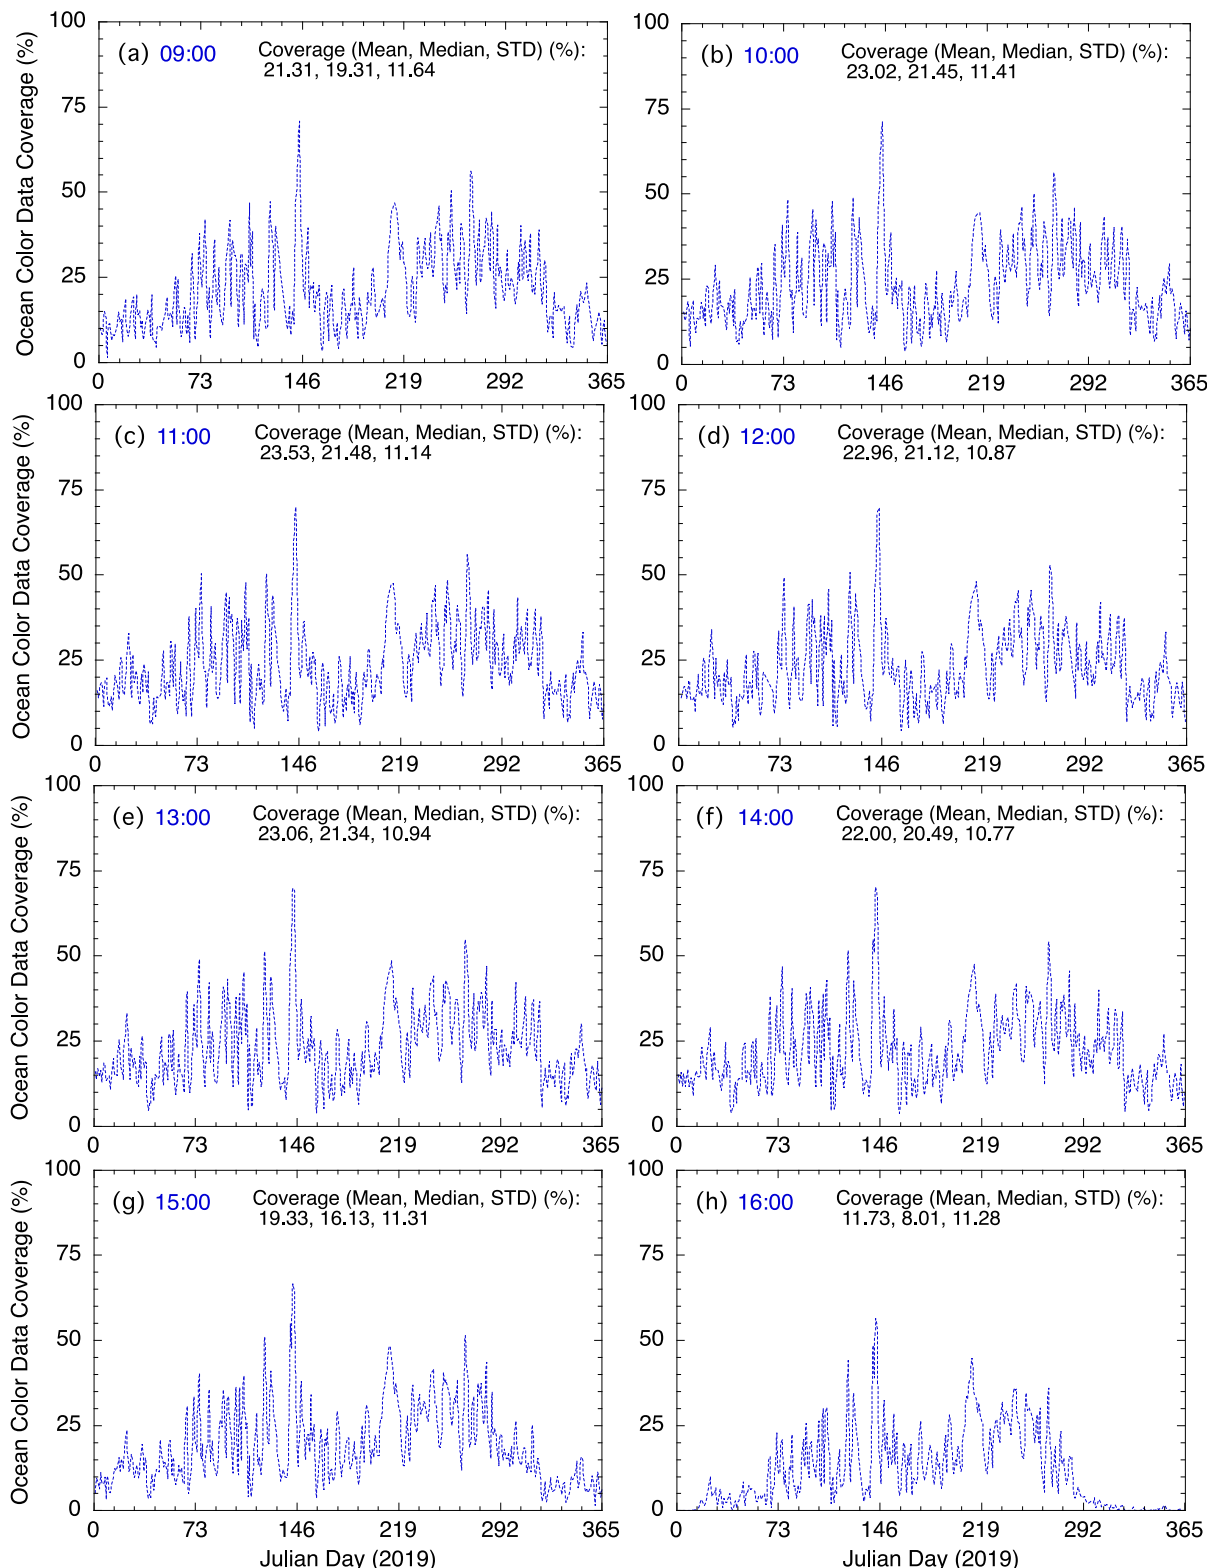 (a) 09:00 Coverage (Mean, Median, STD) (%):
21.31, 19.31, 11.64
Ocean Color Data Coverage (%)
100
75
50
25
0
0 73 146 219 292 365
(b) 10:00 Coverage (Mean, Median, STD) (%):
23.02, 21.45, 11.41
100
75
50
25
0
0 73 146 219 292 365
(c) 11:00 Coverage (Mean, Median, STD) (%):
23.53, 21.48, 11.14
Ocean Color Data Coverage (%)
100
75
50
25
0
0 73 146 219 292 365
(d) 12:00 Coverage (Mean, Median, STD) (%):
22.96, 21.12, 10.87
100
75
50
25
0
0 73 146 219 292 365
(e) 13:00 Coverage (Mean, Median, STD) (%):
23.06, 21.34, 10.94
Ocean Color Data Coverage (%)
100
75
50
25
0
0 73 146 219 292 365
(f) 14:00 Coverage (Mean, Median, STD) (%):
22.00, 20.49, 10.77
100
75
50
25
0
0 73 146 219 292 365
(g) 15:00 Coverage (Mean, Median, STD) (%):
19.33, 16.13, 11.31
Ocean Color Data Coverage (%)
100
75
50
25
0
0 73 146 219 292 365
Julian Day (2019)
(h) 16:00 Coverage (Mean, Median, STD) (%):
11.73, 8.01, 11.28
100
75
50
25
0
0 73 146 219 292 365
Julian Day (2019)